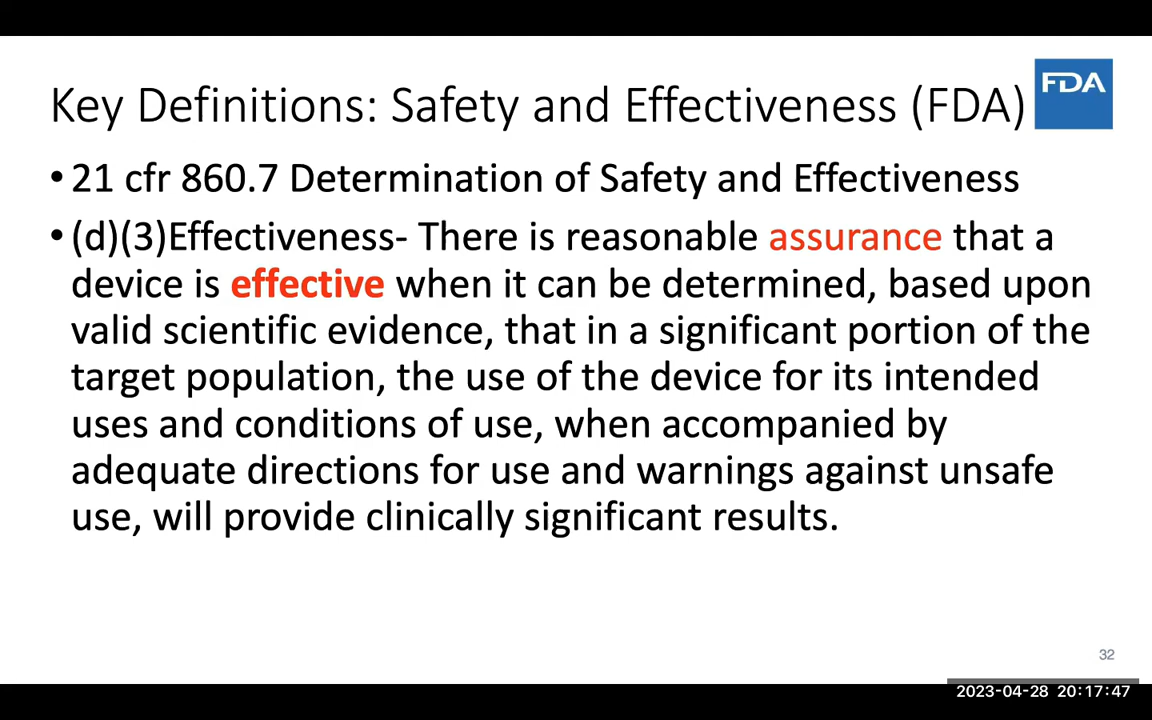 Key Definitions: Safety and Effectiveness (FDA)
FDA
• 21 cfr 860.7 Determination of Safety and Effectiveness
• (d)(3)Effectiveness- There is reasonable assurance that a
device is effective when it can be determined, based upon
valid scientific evidence, that in a significant portion of the
target population, the use of the device for its intended
uses and conditions of use, when accompanied by
adequate directions for use and warnings against unsafe
use, will provide clinically significant results.
32
2023-04-28 20:17:47